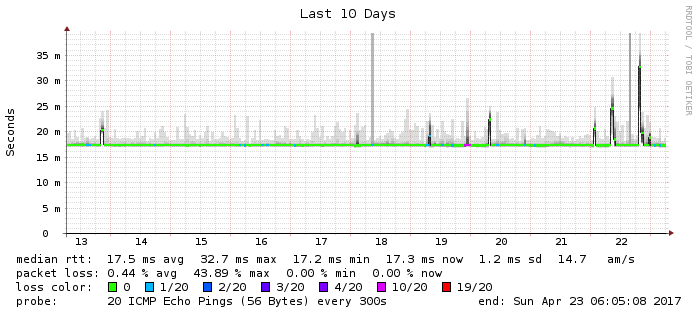 Last 10 Days
RRDTOOL / TOBI OETIKER
Seconds
35 m
30 m
25 m
20 m
15 m
10 m
5 m
0
13 14 15 16 17 18 19 20 21 22
median rtt: 17.5 ms avg 32.7 ms max 17.2 ms min 17.3 ms now 1.2 ms sd 14.7 am/s
packet loss: 0.44 % avg 43.89 % max 0.00 % min 0.00 % now
loss color: 0 1/20 2/20 3/20 4/20 10/20 19/20
probe: 20 ICMP Echo Pings (56 Bytes) every 300s end: Sun Apr 23 06:05:08 2017